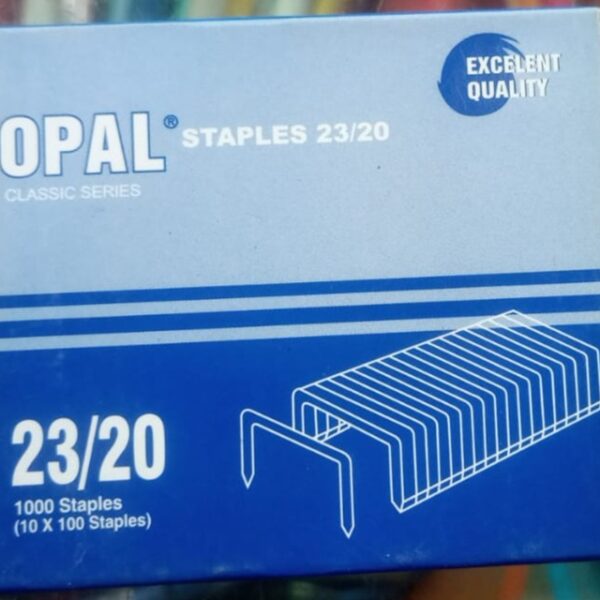 EXCELENT
QUALITY
OPAL® STAPLES 23/20
CLASSIC SERIES
23/20
1000 Staples
(10 X 100 Staples)